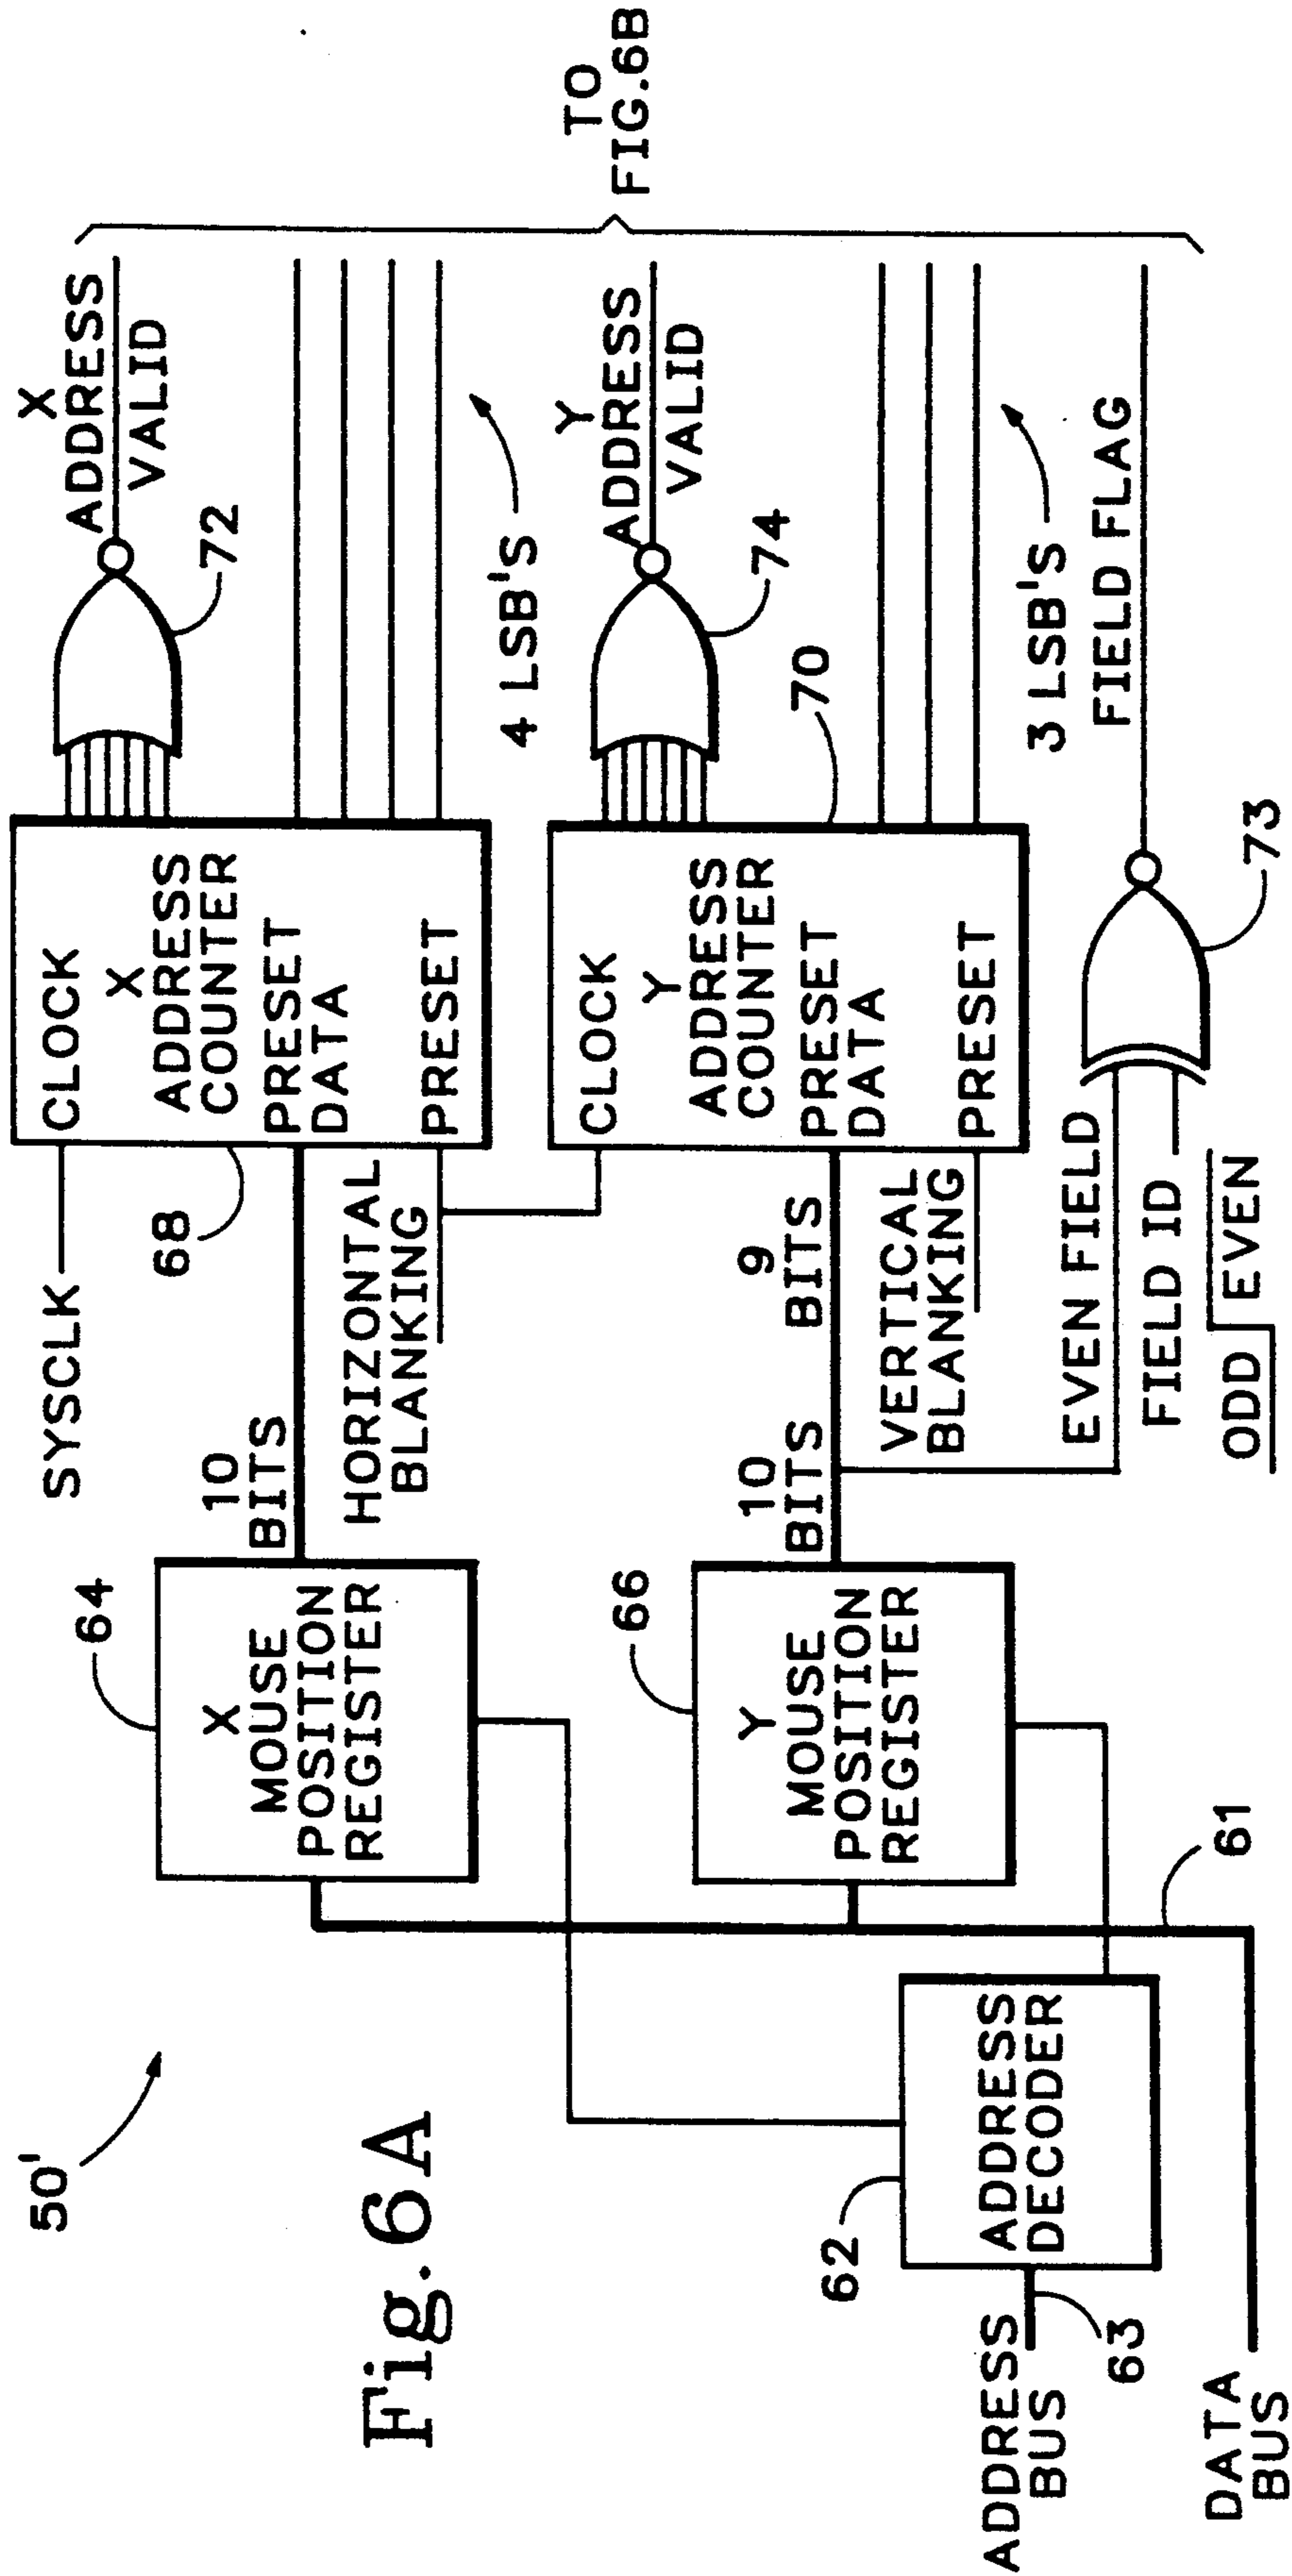 50'
Fig. 6A
ADDRESS
BUS
63
DATA
BUS
62
ADDRESS
DECODER
61
64
X
MOUSE
POSITION
REGISTER
66
Y
MOUSE
POSITION
REGISTER
SYSCLK
10
BITS
HORIZONTAL
BLANKING
68
CLOCK
X
ADDRESS
COUNTER
PRESET
DATA
PRESET
72
X
ADDRESS
VALID
4 LSB'S
10
BITS
9
BITS
VERTICAL
BLANKING
CLOCK
Y
ADDRESS
COUNTER
PRESET
DATA
PRESET
70
74
Y
ADDRESS
VALID
3 LSB'S
EVEN FIELD
FIELD ID
ODD
EVEN
73
FIELD FLAG
TO
FIG.6B